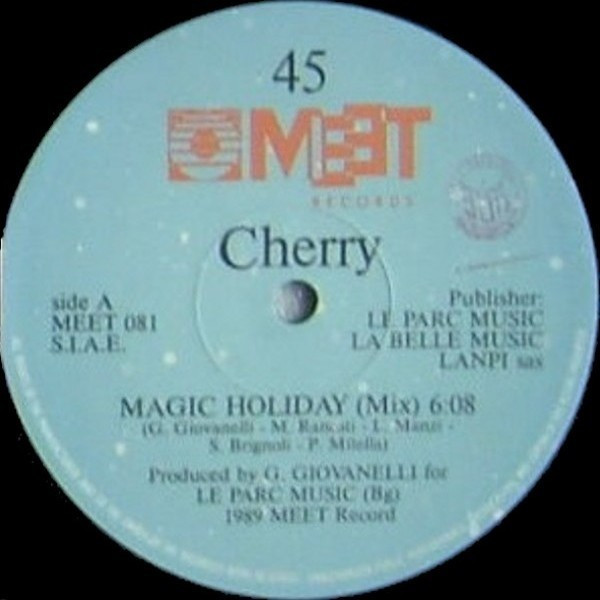 45
MEET
RECORDS
Cherry
side A
MEET 081
S.I.A.E.
Publisher:
LE PARC MUSIC
LA BELLE MUSIC
LANPI sas
MAGIC HOLIDAY (Mix) 6:08
(G. Giovanelli - M. Rancati - L. Manzi -
S. Brignoli - P. Milella)
Produced by G. GIOVANELLI for
LE PARC MUSIC (Bg)
1989 MEET Record